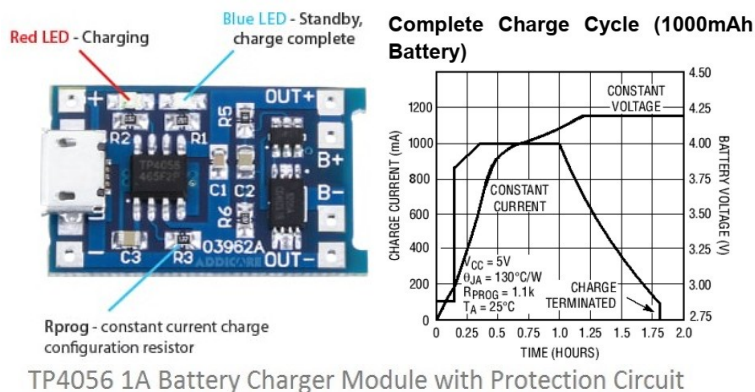 Blue LED - Standby,
charge complete
Red LED - Charging
OUT+
R5
R2
R1
B+
TP4056
C1
C2
B-
R6
C3
R3
03962A
ADDICORE
OUT-
Rprog - constant current charge
configuration resistor
Complete Charge Cycle (1000mAh
Battery)
CHARGE CURRENT (mA)
1200
1000
800
600
400
200
0
4.50
4.25
4.00
3.75
3.50
3.25
3.00
2.75
BATTERY VOLTAGE (V)
CONSTANT
VOLTAGE
CONSTANT
CURRENT
VCC = 5V
θJA = 130°C/W
RPROG = 1.1k
TA = 25°C
CHARGE
TERMINATED
0 0.25 0.5 0.75 1.0 1.25 1.5 1.75 2.0
TIME (HOURS)
TP4056 1A Battery Charger Module with Protection Circuit